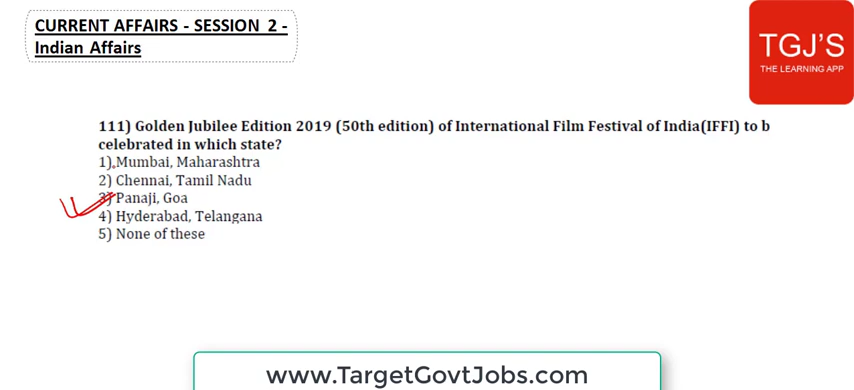 CURRENT AFFAIRS - SESSION 2 -
Indian Affairs
TGJ'S
THE LEARNING APP
111) Golden Jubilee Edition 2019 (50th edition) of International Film Festival of India(IFFI) to b
celebrated in which state?
1) Mumbai, Maharashtra
2) Chennai, Tamil Nadu
3) Panaji, Goa
4) Hyderabad, Telangana
5) None of these
www.TargetGovtJobs.com